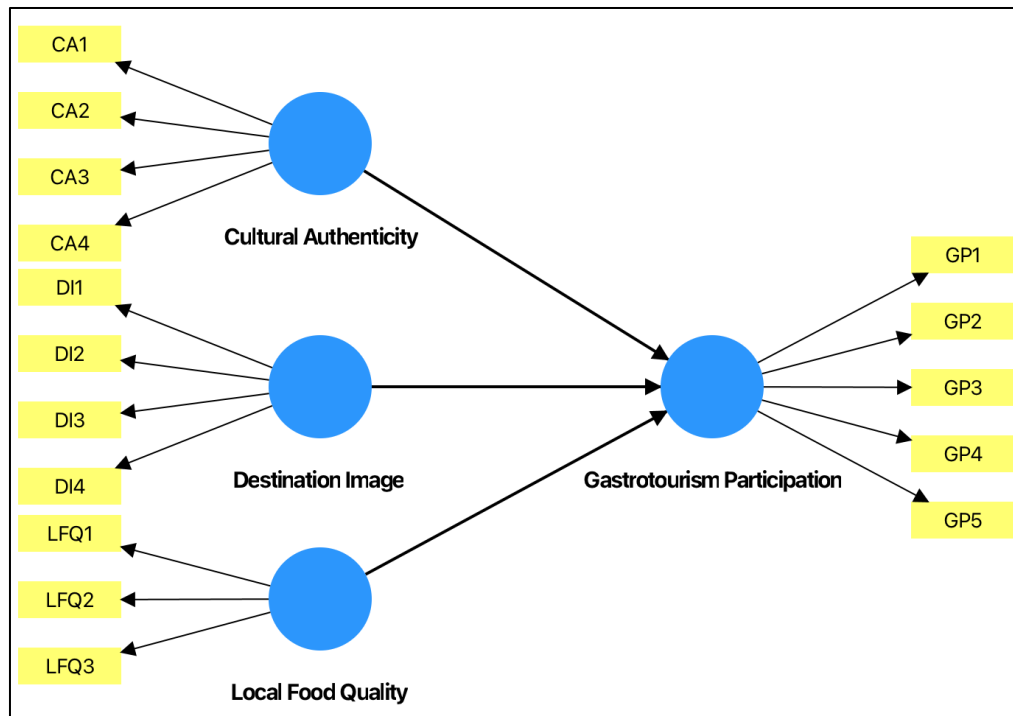 CA1
CA2
CA3
CA4
Cultural Authenticity
DI1
DI2
DI3
DI4
Destination Image
LFQ1
LFQ2
LFQ3
Local Food Quality
GP1
GP2
GP3
GP4
GP5
Gastrotourism Participation